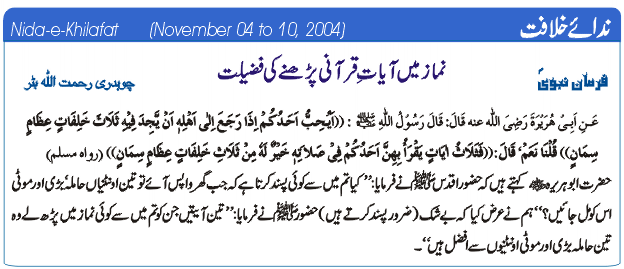 Nida-e-Khilafat (November 04 to 10, 2004) ندائے خلافت
فرمان نبویؐ
نماز میں آیاتِ قرآنی پڑھنے کی فضیلت
چوہدری رحمت اللہ بٹر
عَنِ اَبِىْ هُرَيْرَةَ رَضِىَ اللّٰه عنه قَالَ: قَالَ رَسُوْلُ اللّٰهِ ﷺ : ((اَيُحِبُّ اَحَدُكُمْ اِذَا رَجَعَ اِلٰى اَهْلِهٖ اَنْ يَّجِدَ فِيْهِ ثَلَاثَ خَلِفَاتٍ عِظَامٍ
سِمَانٍ)) قُلْنَا نَعَمْ، قَالَ: ((فَثَلَاثُ اٰيَاتٍ يَقْرَأُ بِهِنَّ اَحَدُكُمْ فِىْ صَلَاتِهٖ خَيْرٌ لَهٗ مِنْ ثَلَاثِ خَلِفَاتٍ عِظَامٍ سِمَانٍ)) (رواه مسلم)
حضرت ابوہریرہؓ کہتے ہیں کہ حضور اقدس ﷺ نے فرمایا: ’’کیا تم میں سے کوئی پسند کرتا ہے کہ جب گھر واپس آئے تو تین اونٹنیاں حاملہ بڑی اور موٹی
اس کو مل جائیں؟‘‘ ہم نے عرض کیا کہ بے شک (ضرور پسند کرتے ہیں) حضور ﷺ نے فرمایا: ’’تین آیتیں جن کو تم میں سے کوئی نماز میں پڑھ لے وہ
تین حاملہ بڑی اور موٹی اونٹنیوں سے افضل ہیں‘‘۔